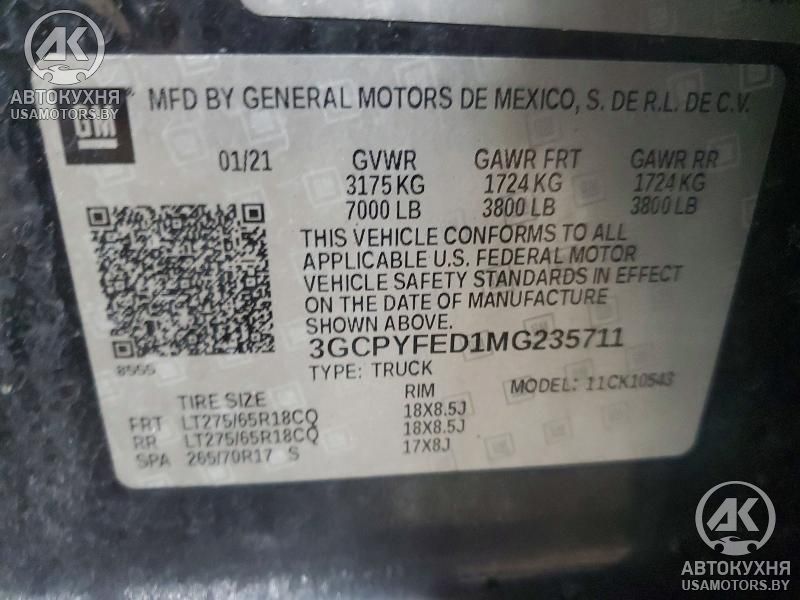 АК
АВТОКУХНЯ
USAMOTORS.BY
GM
MFD BY GENERAL MOTORS DE MEXICO, S. DE R.L. DE C.V.
01/21 GVWR GAWR FRT GAWR RR
3175 KG 1724 KG 1724 KG
7000 LB 3800 LB 3800 LB
THIS VEHICLE CONFORMS TO ALL
APPLICABLE U.S. FEDERAL MOTOR
VEHICLE SAFETY STANDARDS IN EFFECT
ON THE DATE OF MANUFACTURE
SHOWN ABOVE.
3GCPYFED1MG235711
8555
TYPE: TRUCK
MODEL: 11CK10543
TIRE SIZE RIM
FRT LT275/65R18CQ 18X8.5J
RR LT275/65R18CQ 18X8.5J
SPA 265/70R17 S 17X8J
АК
АВТОКУХНЯ
USAMOTORS.BY